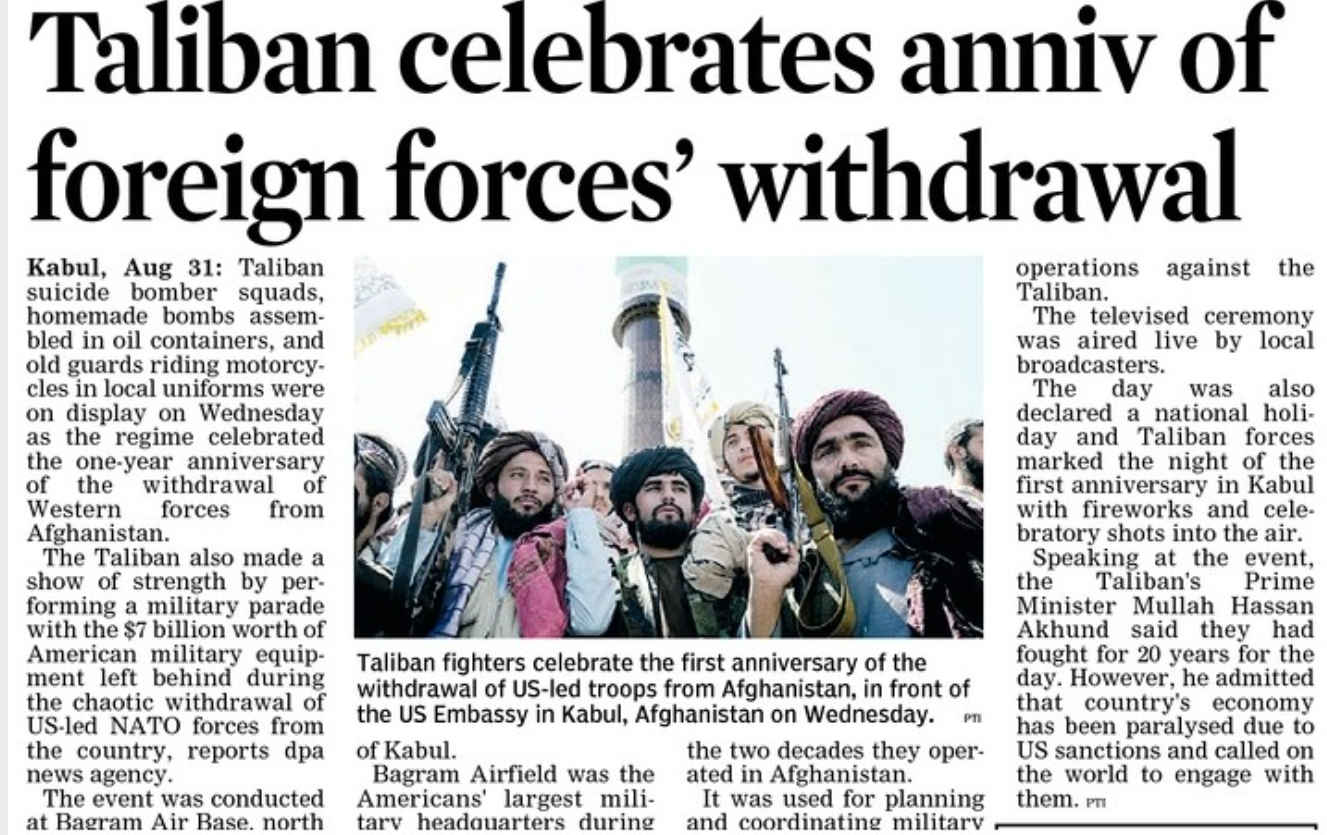 Taliban celebrates anniv of
foreign forces’ withdrawal
Kabul, Aug 31: Taliban
suicide bomber squads,
homemade bombs assem-
bled in oil containers, and
old guards riding motorcy-
cles in local uniforms were
on display on Wednesday
as the regime celebrated
the one-year anniversary
of the withdrawal of
Western forces from
Afghanistan.
The Taliban also made a
show of strength by per-
forming a military parade
with the $7 billion worth of
American military equip-
ment left behind during
the chaotic withdrawal of
US-led NATO forces from
the country, reports dpa
news agency.
The event was conducted
at Bagram Air Base, north
Taliban fighters celebrate the first anniversary of the
withdrawal of US-led troops from Afghanistan, in front of
the US Embassy in Kabul, Afghanistan on Wednesday. PTI
of Kabul.
Bagram Airfield was the
Americans' largest mili-
tary headquarters during
the two decades they oper-
ated in Afghanistan.
It was used for planning
and coordinating military
operations against the
Taliban.
The televised ceremony
was aired live by local
broadcasters.
The day was also
declared a national holi-
day and Taliban forces
marked the night of the
first anniversary in Kabul
with fireworks and cele-
bratory shots into the air.
Speaking at the event,
the Taliban's Prime
Minister Mullah Hassan
Akhund said they had
fought for 20 years for the
day. However, he admitted
that country's economy
has been paralysed due to
US sanctions and called on
the world to engage with
them. PTI